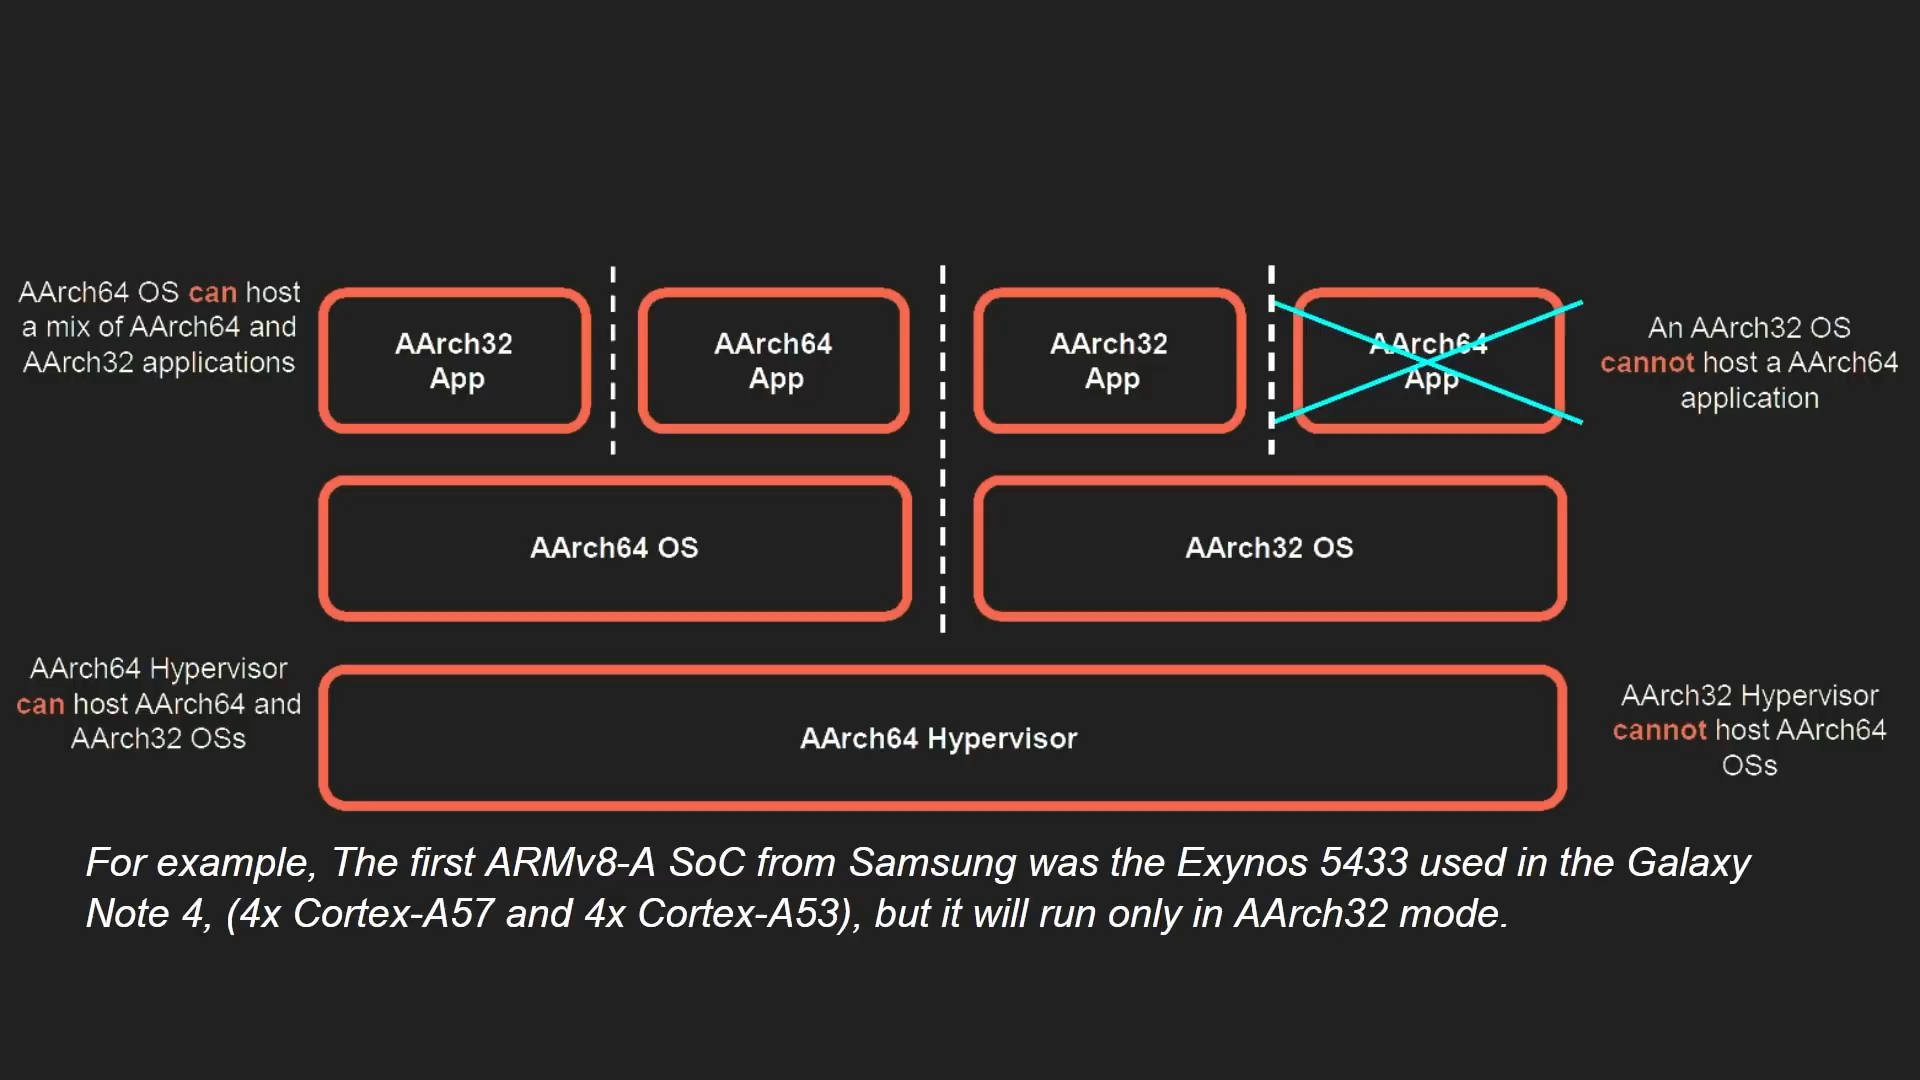 AArch64 OS can host
a mix of AArch64 and
AArch32 applications
AArch32
App
AArch64
App
AArch32
App
AArch64
App
An AArch32 OS
cannot host a AArch64
application
AArch64 OS
AArch32 OS
AArch64 Hypervisor
can host AArch64 and
AArch32 OSs
AArch64 Hypervisor
AArch32 Hypervisor
cannot host AArch64
OSs
For example, The first ARMv8-A SoC from Samsung was the Exynos 5433 used in the Galaxy
Note 4, (4x Cortex-A57 and 4x Cortex-A53), but it will run only in AArch32 mode.